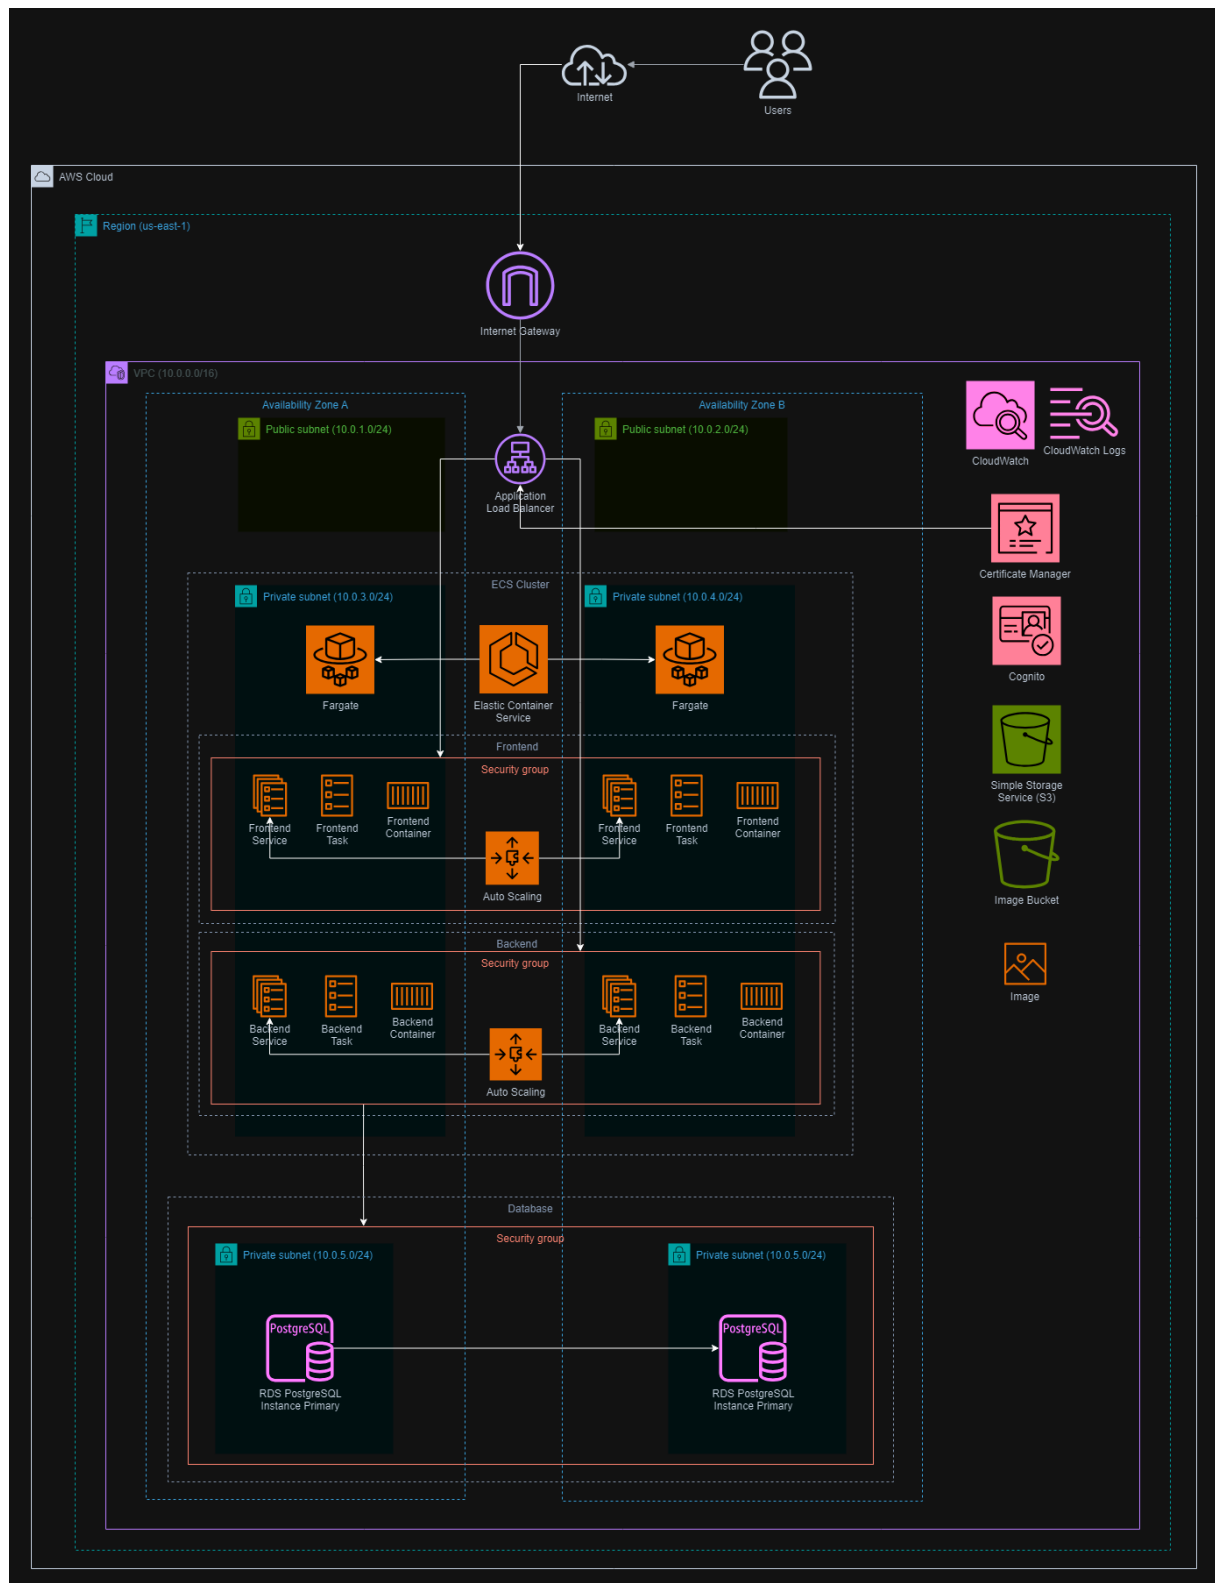 Internet
Users
AWS Cloud
Region (us-east-1)
Internet Gateway
VPC (10.0.0.0/16)
Availability Zone A
Availability Zone B
Public subnet (10.0.1.0/24)
Public subnet (10.0.2.0/24)
CloudWatch
CloudWatch Logs
Application
Load Balancer
Certificate Manager
ECS Cluster
Private subnet (10.0.3.0/24)
Private subnet (10.0.4.0/24)
Fargate
Elastic Container
Service
Fargate
Cognito
Frontend
Security group
Frontend
Service
Frontend
Task
Frontend
Container
Frontend
Service
Frontend
Task
Frontend
Container
Auto Scaling
Simple Storage
Service (S3)
Image Bucket
Backend
Security group
Backend
Service
Backend
Task
Backend
Container
Backend
Service
Backend
Task
Backend
Container
Auto Scaling
Image
Database
Security group
Private subnet (10.0.5.0/24)
Private subnet (10.0.5.0/24)
PostgreSQL
RDS PostgreSQL
Instance Primary
PostgreSQL
RDS PostgreSQL
Instance Primary